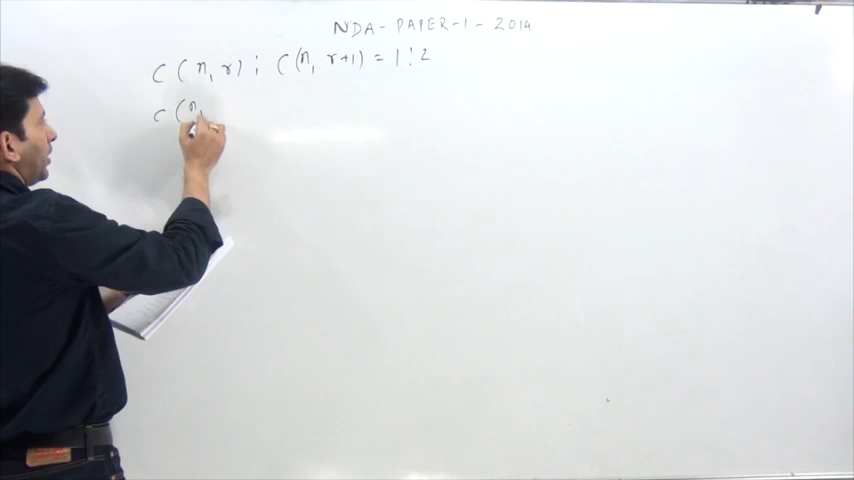 NDA-PAPER-1-2014
C(n, r) : C(n, r+1) = 1:2
C(n,